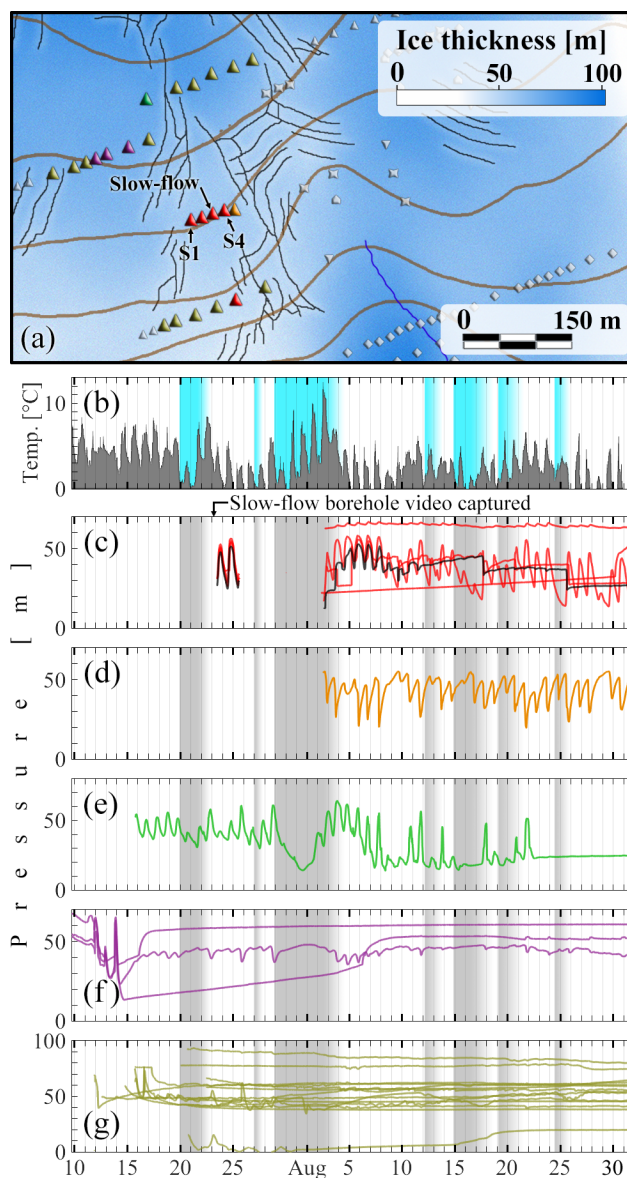 Ice thickness [m]
0 50 100
Slow-flow
S1
S4
(a)
0 150 m
Temp. [°C]
10
0
(b)
Slow-flow borehole video captured
Pressure [m]
50
0
(c)
50
0
(d)
50
0
(e)
50
0
(f)
100
50
0
(g)
10 15 20 25 Aug 5 10 15 20 25 30